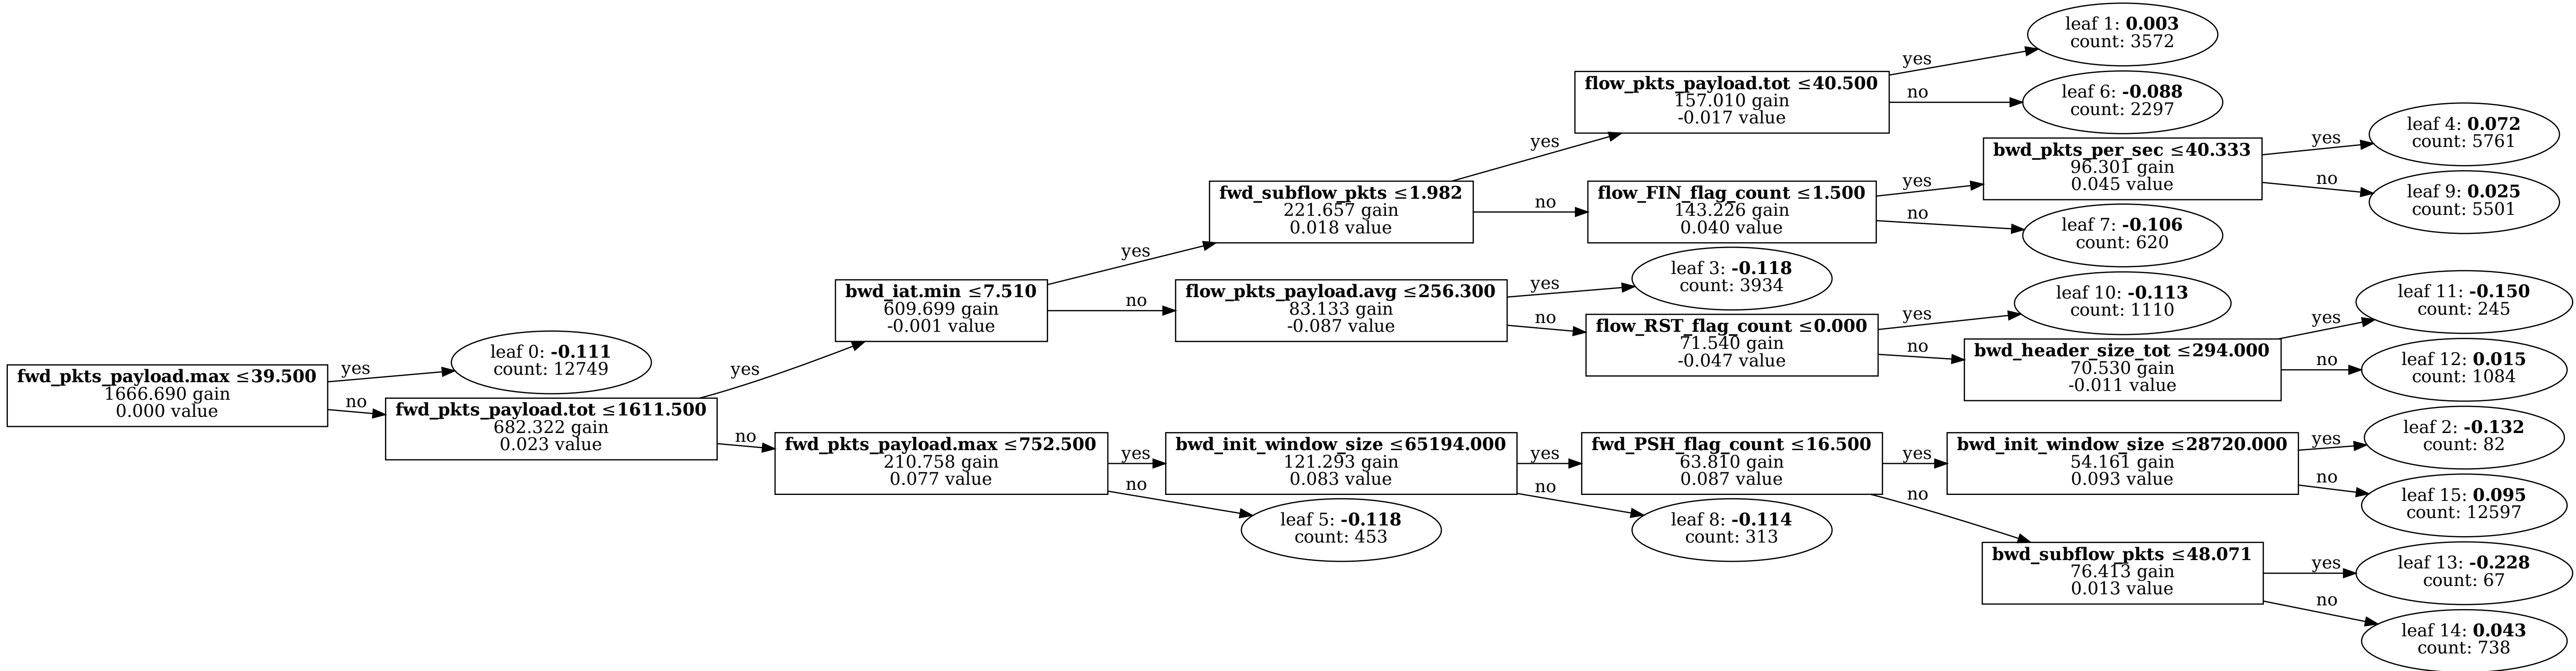 fwd_pkts_payload.max ≤39.500
1666.690 gain
0.000 value
yes
no
leaf 0: -0.111
count: 12749
fwd_pkts_payload.tot ≤1611.500
682.322 gain
0.023 value
yes
no
bwd_iat.min ≤7.510
609.699 gain
-0.001 value
yes
no
fwd_subflow_pkts ≤1.982
221.657 gain
0.018 value
yes
no
flow_pkts_payload.tot ≤40.500
157.010 gain
-0.017 value
yes
no
leaf 1: 0.003
count: 3572
leaf 6: -0.088
count: 2297
flow_FIN_flag_count ≤1.500
143.226 gain
0.040 value
yes
no
bwd_pkts_per_sec ≤40.333
96.301 gain
0.045 value
yes
no
leaf 4: 0.072
count: 5761
leaf 9: 0.025
count: 5501
leaf 7: -0.106
count: 620
flow_pkts_payload.avg ≤256.300
83.133 gain
-0.087 value
yes
no
leaf 3: -0.118
count: 3934
flow_RST_flag_count ≤0.000
71.540 gain
-0.047 value
yes
no
leaf 10: -0.113
count: 1110
bwd_header_size_tot ≤294.000
70.530 gain
-0.011 value
yes
no
leaf 11: -0.150
count: 245
leaf 12: 0.015
count: 1084
fwd_pkts_payload.max ≤752.500
210.758 gain
0.077 value
yes
no
bwd_init_window_size ≤65194.000
121.293 gain
0.083 value
yes
no
leaf 5: -0.118
count: 453
fwd_PSH_flag_count ≤16.500
63.810 gain
0.087 value
yes
no
leaf 8: -0.114
count: 313
bwd_init_window_size ≤28720.000
54.161 gain
0.093 value
yes
no
leaf 2: -0.132
count: 82
leaf 15: 0.095
count: 12597
bwd_subflow_pkts ≤48.071
76.413 gain
0.013 value
yes
no
leaf 13: -0.228
count: 67
leaf 14: 0.043
count: 738